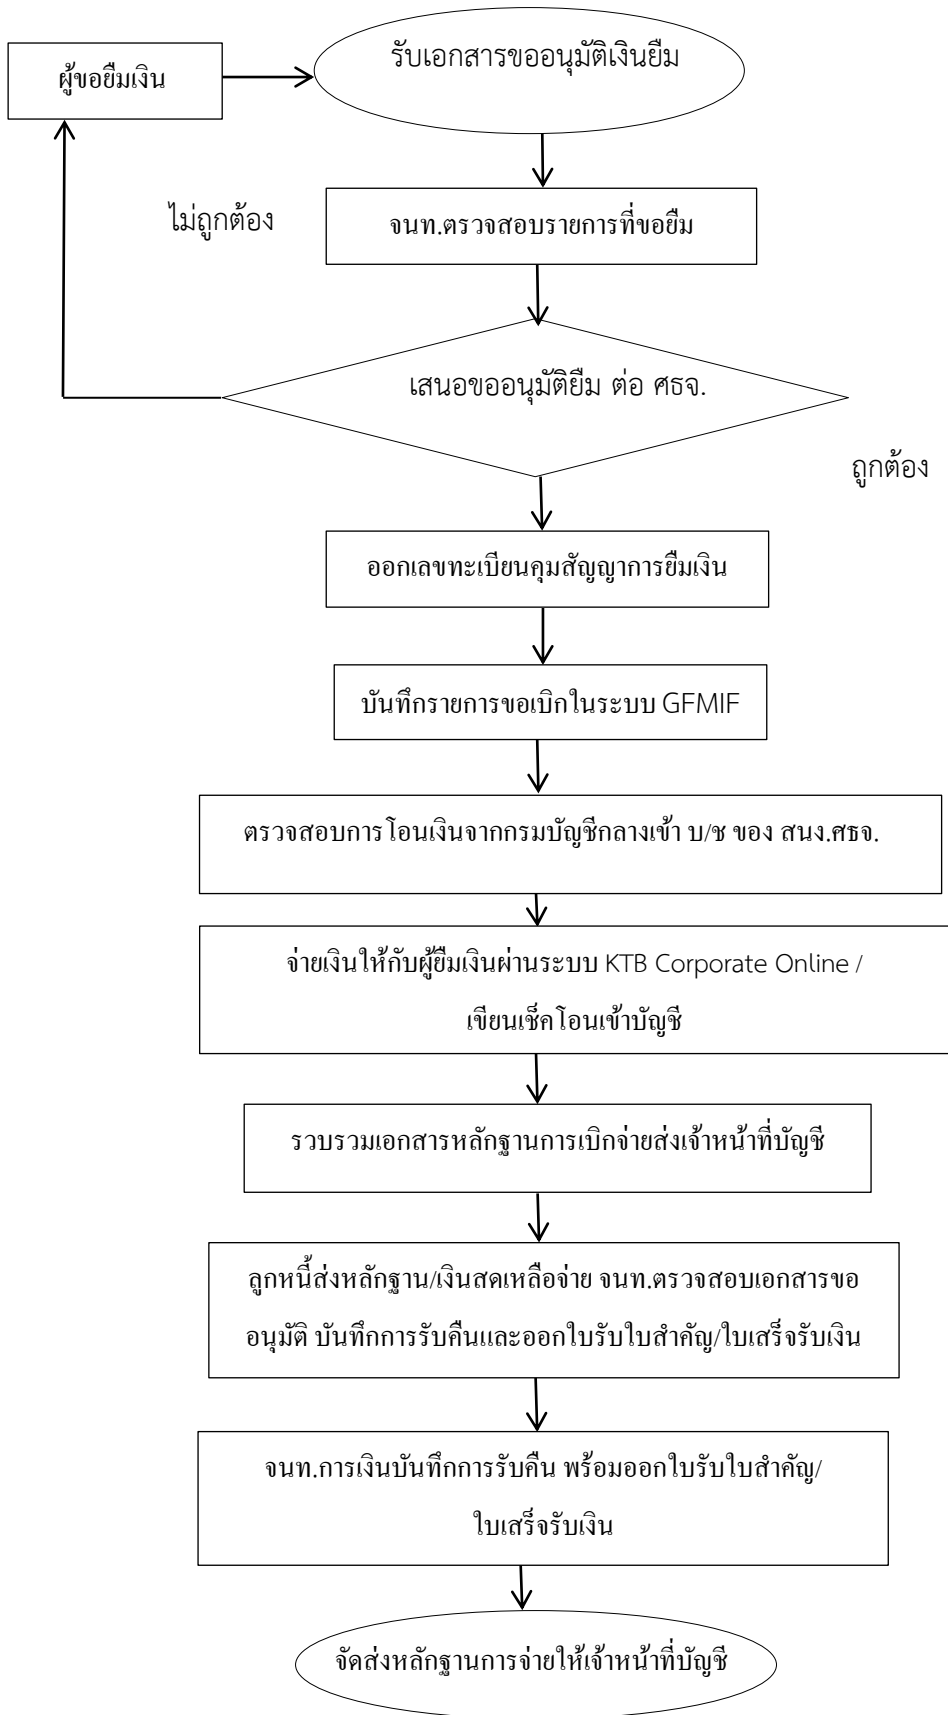 รับเอกสารขออนุมัติเงินยืม
ผู้ขอยืมเงิน
ไม่ถูกต้อง
จนท.ตรวจสอบรายการที่ขอยืม
เสนอขออนุมัติยืม ต่อ ศธจ.
ถูกต้อง
ออกเลขทะเบียนคุมสัญญาการยืมเงิน
บันทึกรายการขอเบิกในระบบ GFMIF
ตรวจสอบการโอนเงินจากกรมบัญชีกลางเข้า บ/ช ของ สนง.ศธจ.
จ่ายเงินให้กับผู้ยืมเงินผ่านระบบ KTB Corporate Online /
เขียนเช็คโอนเข้าบัญชี
รวบรวมเอกสารหลักฐานการเบิกจ่ายส่งเจ้าหน้าที่บัญชี
ลูกหนี้ส่งหลักฐาน/เงินสดเหลือจ่าย จนท.ตรวจสอบเอกสารขอ
อนุมัติ บันทึกการรับคืนและออกใบรับใบสำคัญ/ใบเสร็จรับเงิน
จนท.การเงินบันทึกการรับคืน พร้อมออกใบรับใบสำคัญ/
ใบเสร็จรับเงิน
จัดส่งหลักฐานการจ่ายให้เจ้าหน้าที่บัญชี